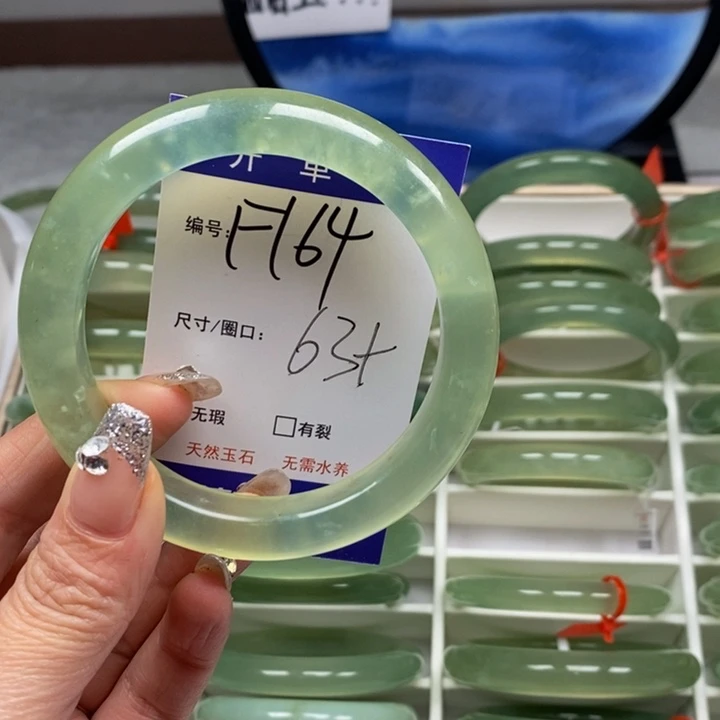 开单
编号: F164
尺寸/圈口: 63+
无瑕 □有裂
天然玉石 无需水养